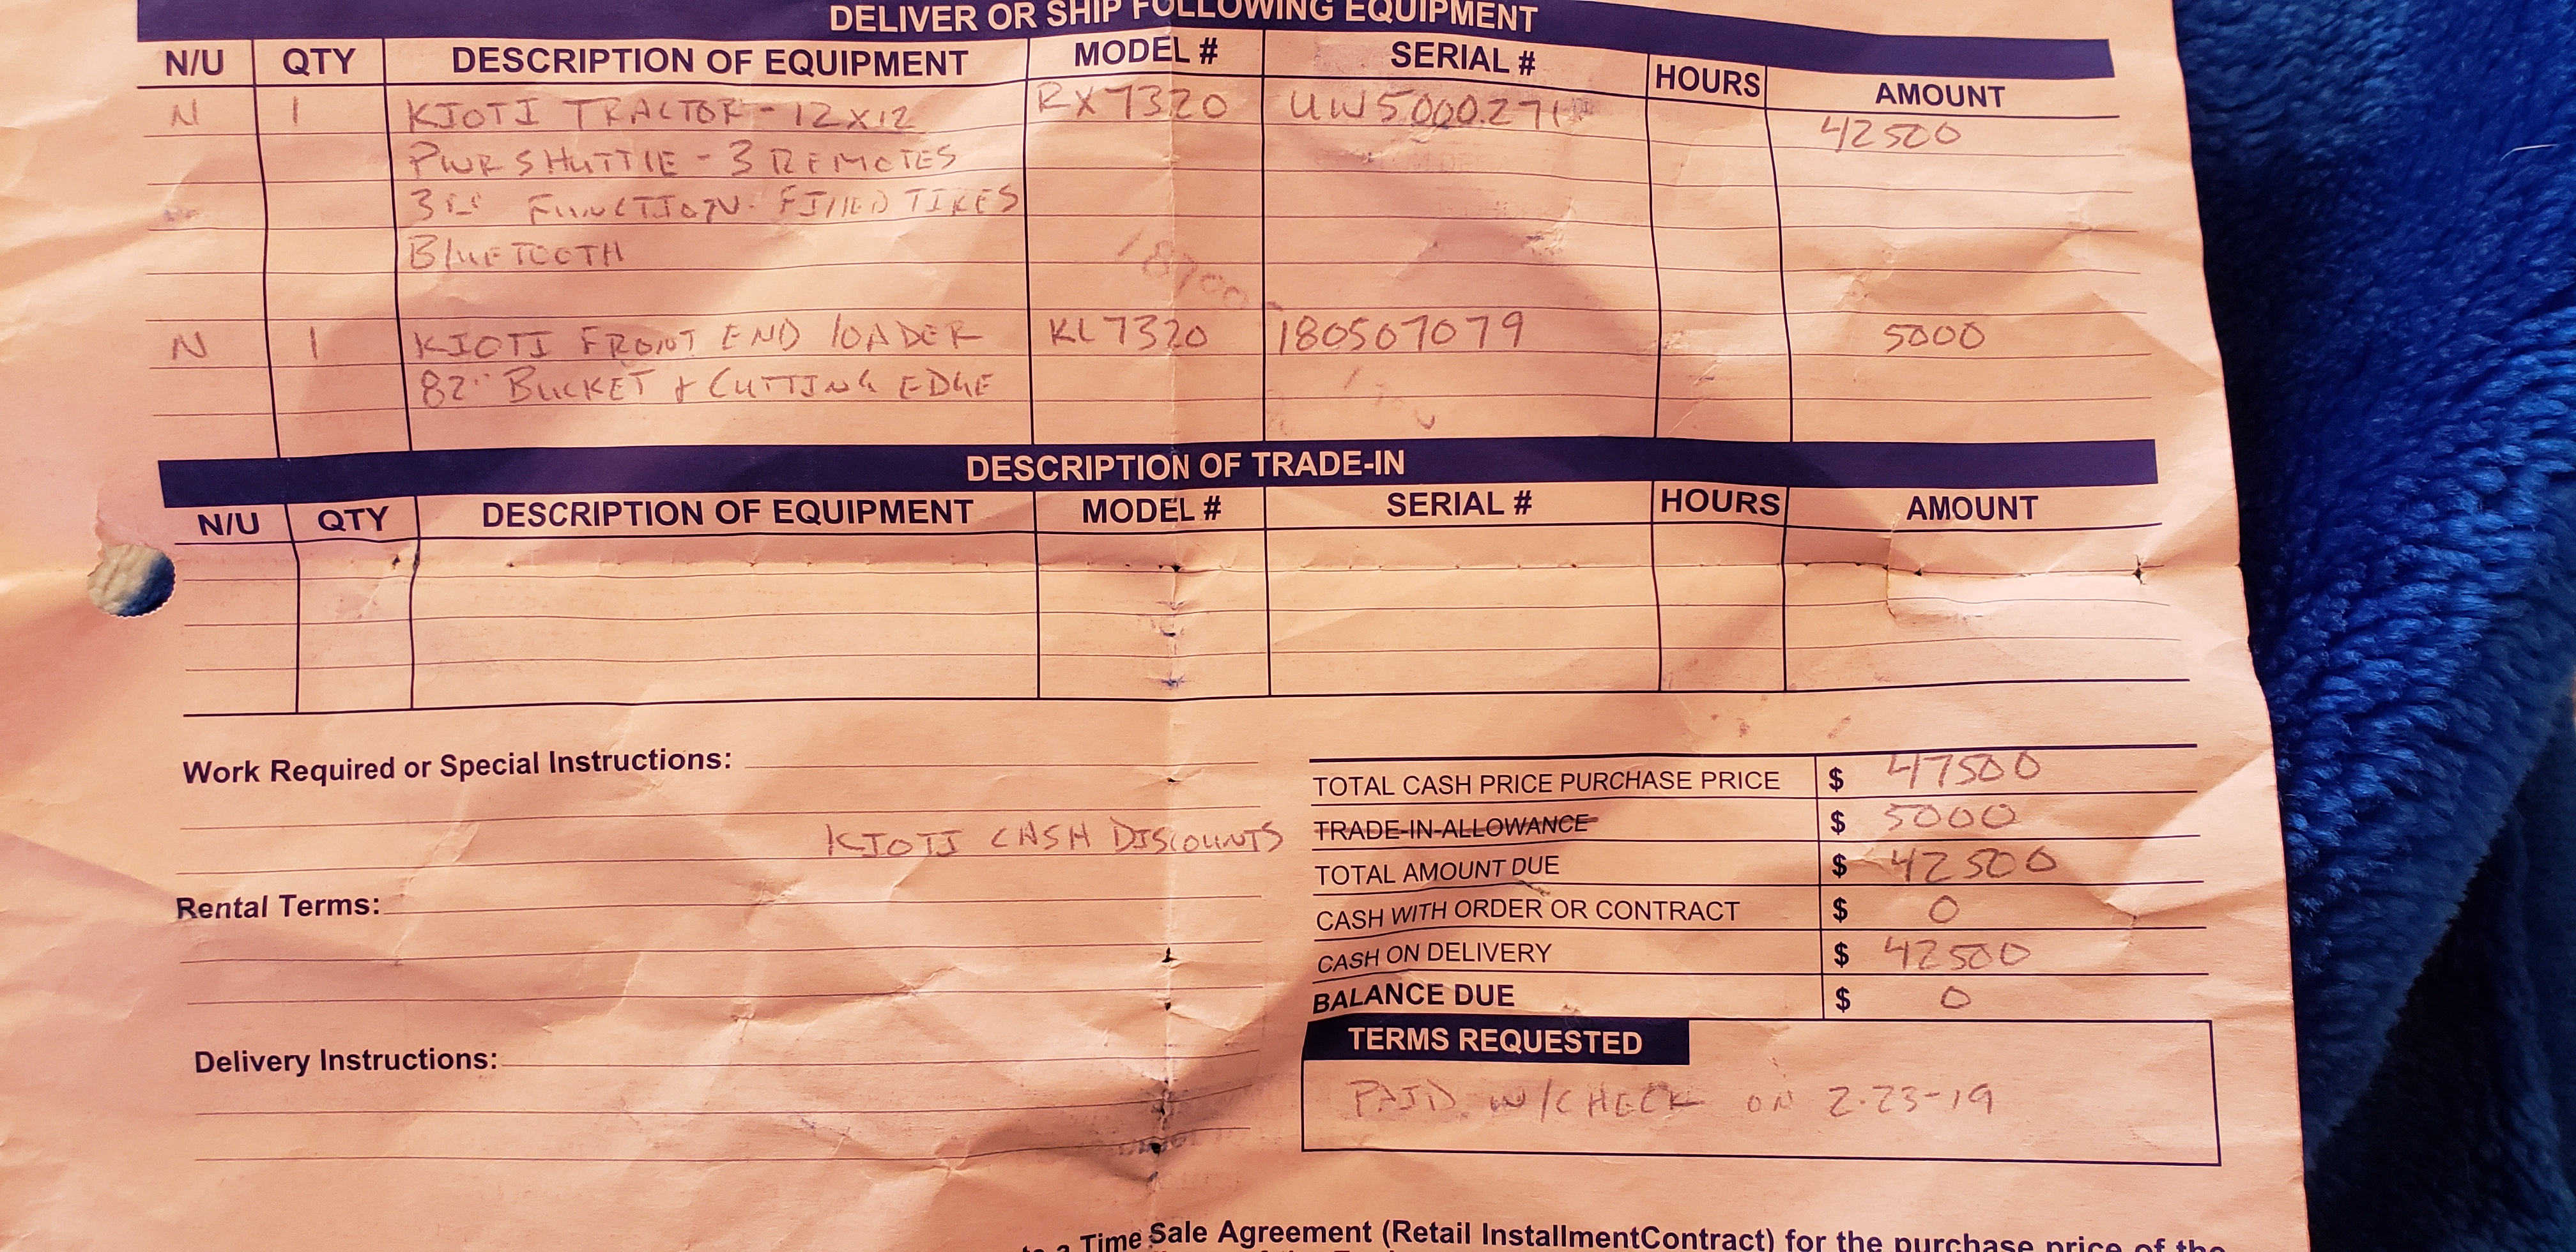 DELIVER OR SHIP FOLLOWING EQUIPMENT
N/U QTY DESCRIPTION OF EQUIPMENT MODEL # SERIAL # HOURS AMOUNT
N 1 KIOTI TRACTOR - 12X12 RX7320 UW5000271 42500
PWR SHUTTLE - 3 REMOTES
3RD FUNCTION. FILLED TIRES
BLUETOOTH
18700
N 1 KIOTI FRONT END LOADER KL7320 180507079 5000
82" BUCKET & CUTTING EDGE
DESCRIPTION OF TRADE-IN
N/U QTY DESCRIPTION OF EQUIPMENT MODEL # SERIAL # HOURS AMOUNT
Work Required or Special Instructions:
TOTAL CASH PRICE PURCHASE PRICE $ 47500
KIOTI CASH DISCOUNTS TRADE-IN-ALLOWANCE $ 5000
TOTAL AMOUNT DUE $ 42500
Rental Terms:
CASH WITH ORDER OR CONTRACT $ 0
CASH ON DELIVERY $ 42500
BALANCE DUE $ 0
Delivery Instructions:
TERMS REQUESTED
PAID W/CHECK ON 2-23-19
a Time Sale Agreement (Retail InstallmentContract) for the purchase price of the